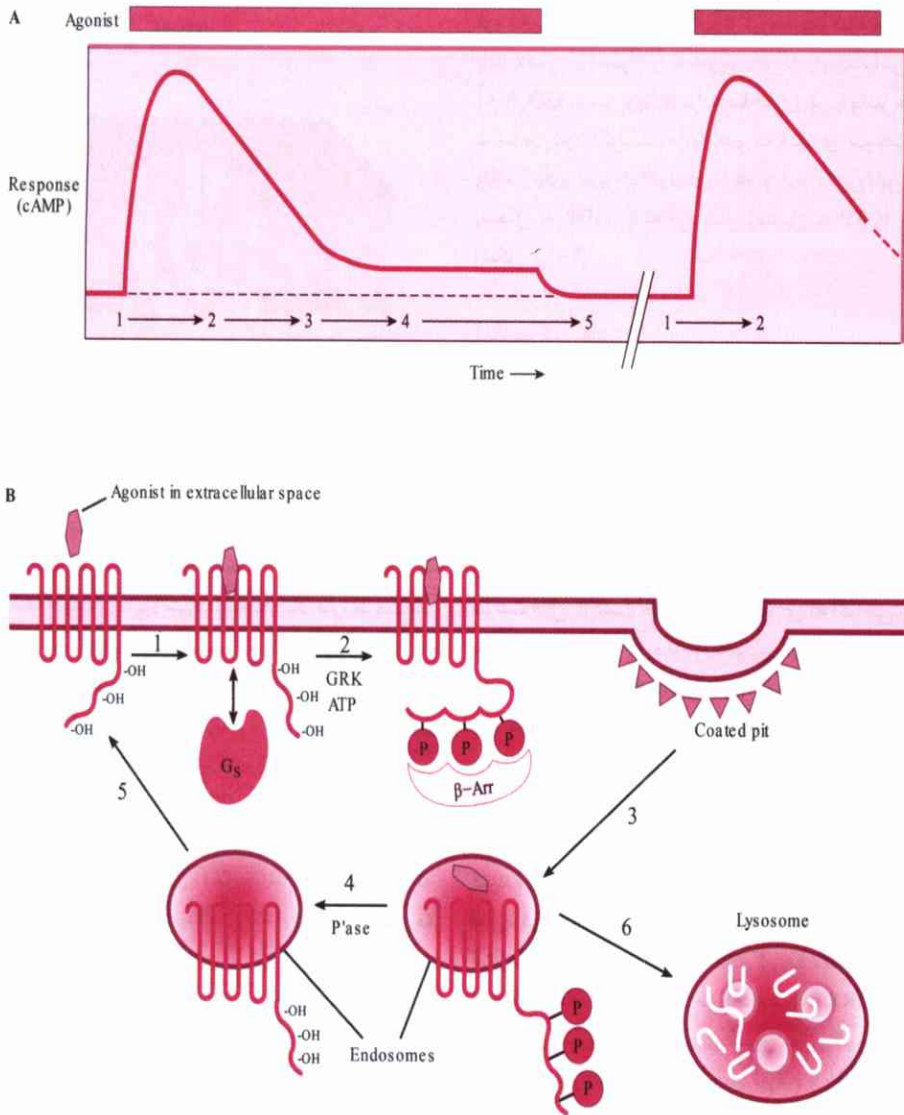 A
Agonist
Response
(cAMP)
1 2 3 4 5 1 2
Time
B
Agonist in extracellular space
1
2
GRK
ATP
-OH
-OH
-OH
-OH
-OH
-OH
Gs
P P P
β-Arr
Coated pit
5
3
4
P'ase
6
Lysosome
-OH
-OH
-OH
Endosomes
P
P
P